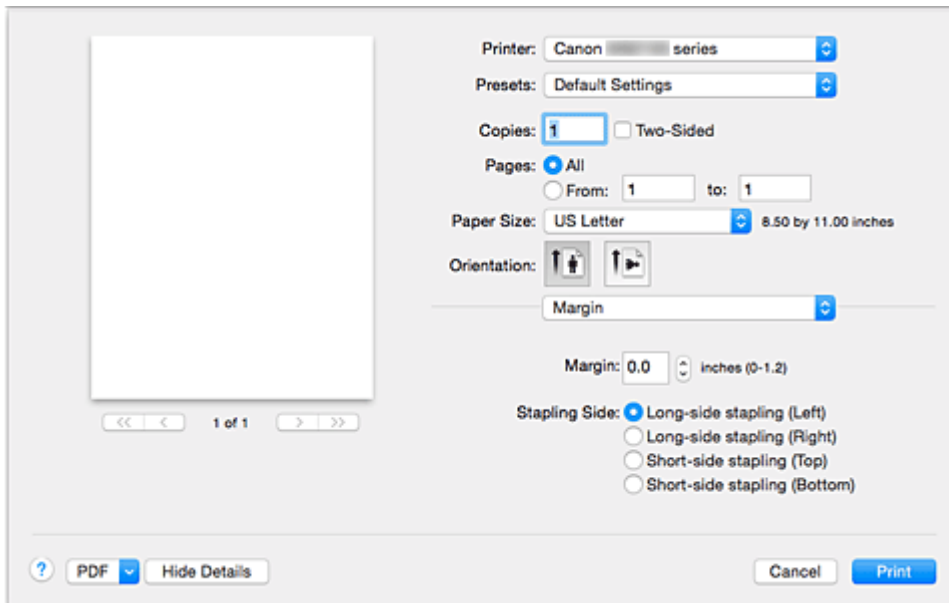 Printer: Canon series
Presets: Default Settings
Copies: 1 Two-Sided
Pages: All
From: 1 to: 1
Paper Size: US Letter 8.50 by 11.00 inches
Orientation:
Margin
Margin: 0.0 inches (0-1.2)
Stapling Side: Long-side stapling (Left)
Long-side stapling (Right)
Short-side stapling (Top)
Short-side stapling (Bottom)
<< < 1 of 1 > >>
? PDF Hide Details Cancel Print